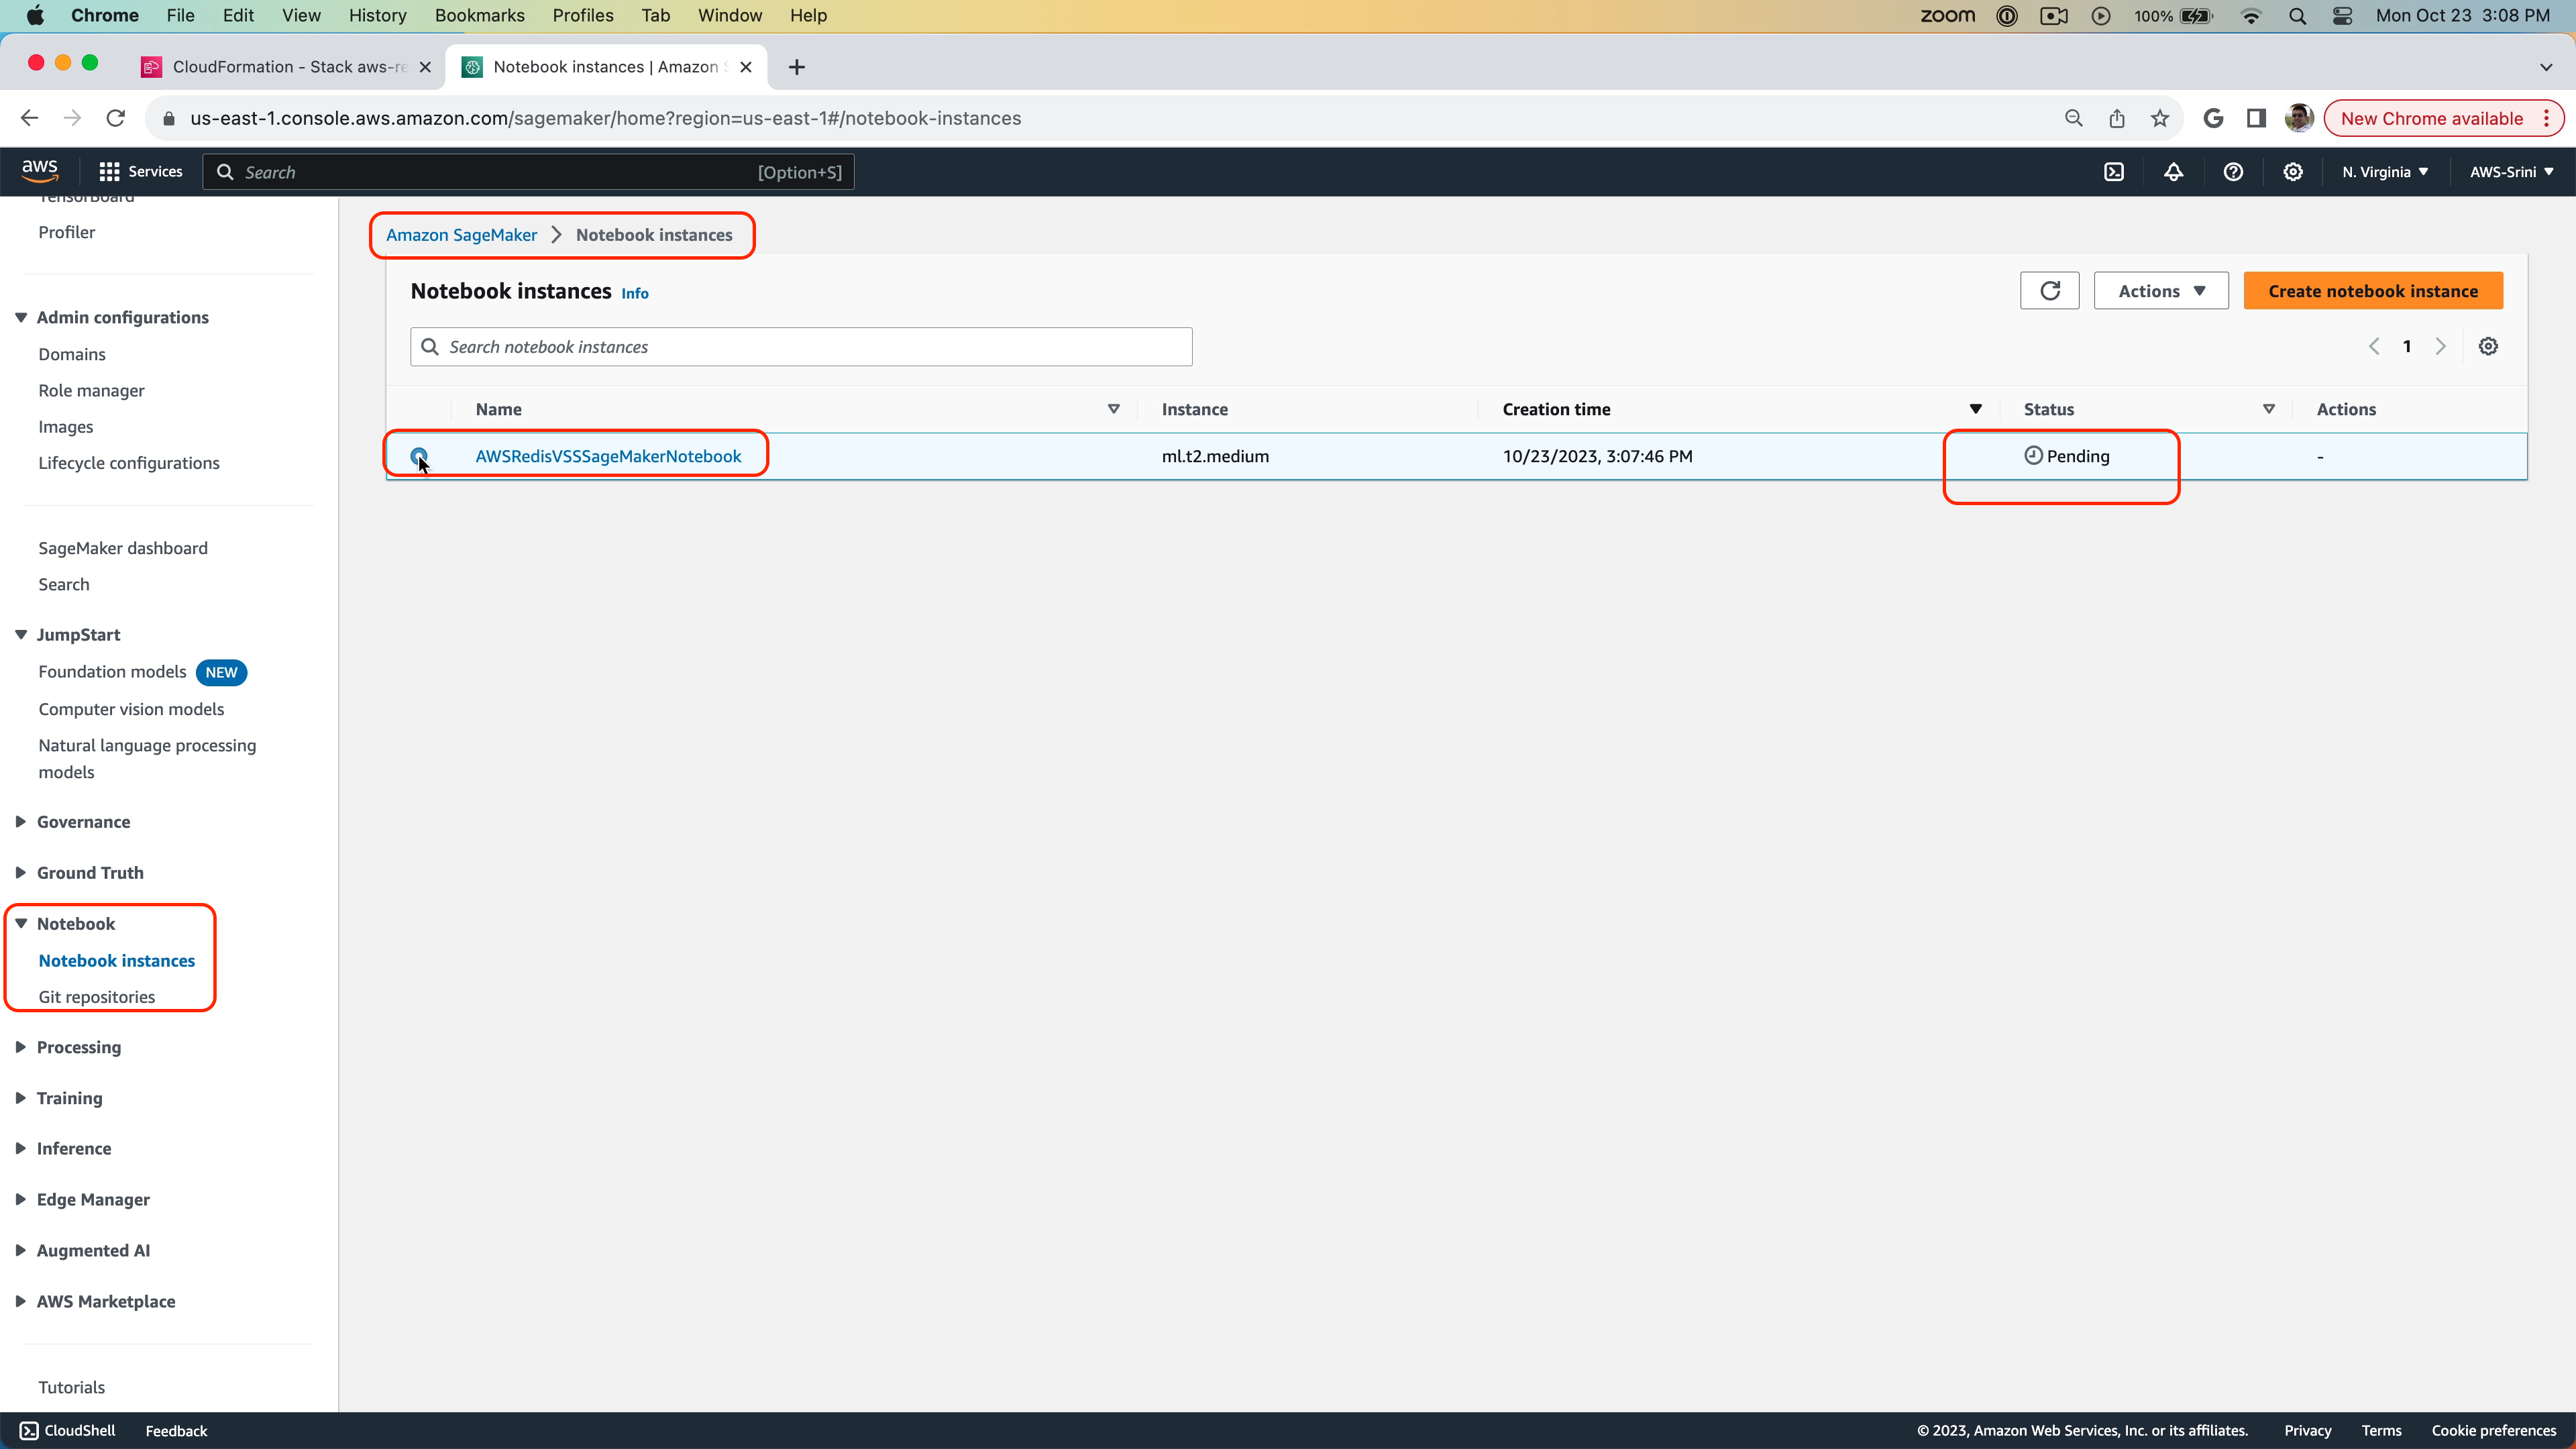 Chrome File Edit View History Bookmarks Profiles Tab Window Help zoom 100% Mon Oct 23 3:08 PM
CloudFormation - Stack aws-re Notebook instances | Amazon S
us-east-1.console.aws.amazon.com/sagemaker/home?region=us-east-1#/notebook-instances New Chrome available
aws Services Search [Option+S] N. Virginia AWS-Srini
TensorBoard
Profiler
Admin configurations
Domains
Role manager
Images
Lifecycle configurations
SageMaker dashboard
Search
JumpStart
Foundation models NEW
Computer vision models
Natural language processing
models
Governance
Ground Truth
Notebook
Notebook instances
Git repositories
Processing
Training
Inference
Edge Manager
Augmented AI
AWS Marketplace
Tutorials
Amazon SageMaker Notebook instances
Notebook instances Info Actions Create notebook instance
Search notebook instances 1
Name Instance Creation time Status Actions
AWSRedisVSSSageMakerNotebook ml.t2.medium 10/23/2023, 3:07:46 PM Pending -
CloudShell Feedback © 2023, Amazon Web Services, Inc. or its affiliates. Privacy Terms Cookie preferences